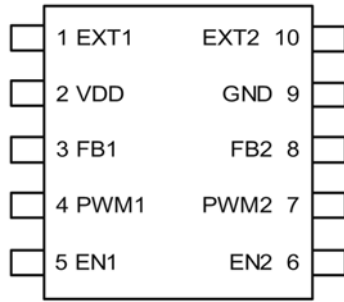 1 EXT1 EXT2 10
2 VDD GND 9
3 FB1 FB2 8
4 PWM1 PWM2 7
5 EN1 EN2 6